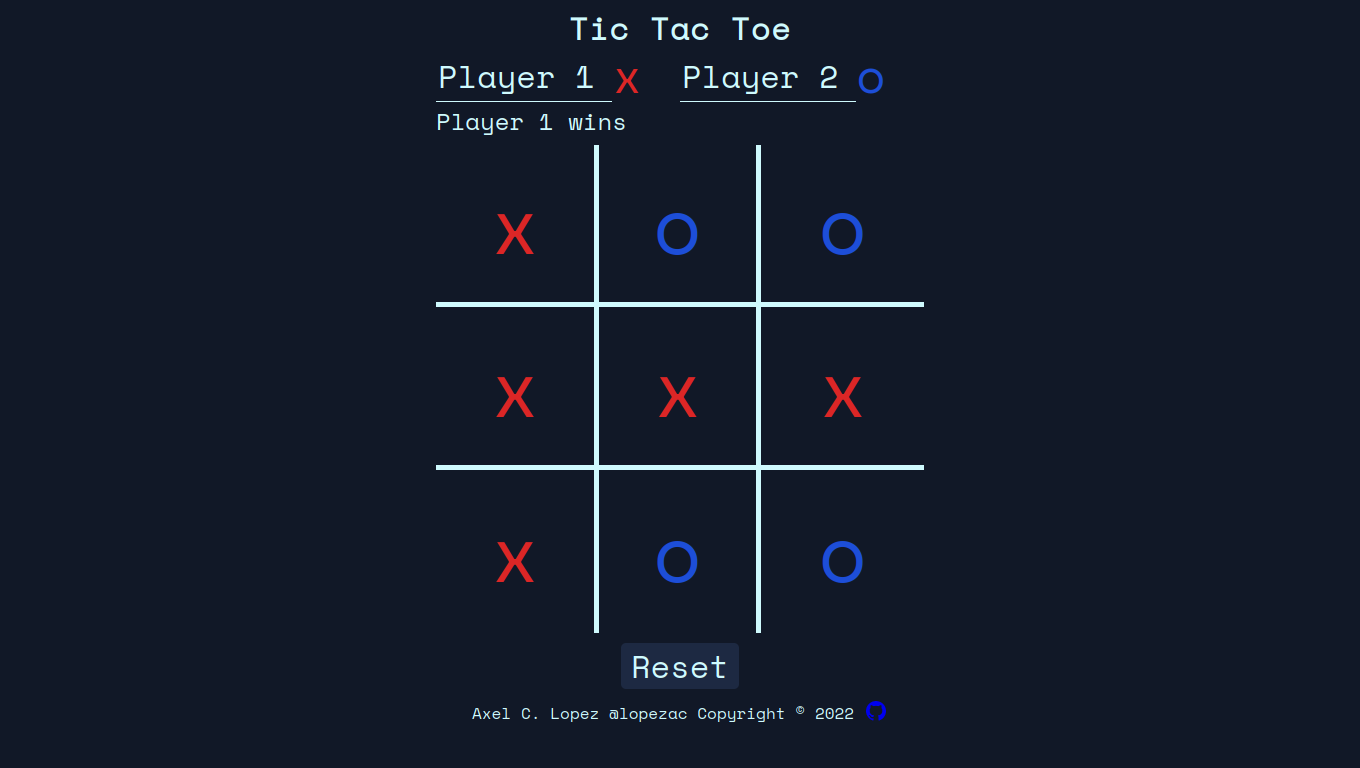 Tic Tac Toe
Player 1 X Player 2 O
Player 1 wins
X O O
X X X
X O O
Reset
Axel C. Lopez @lopezac Copyright © 2022